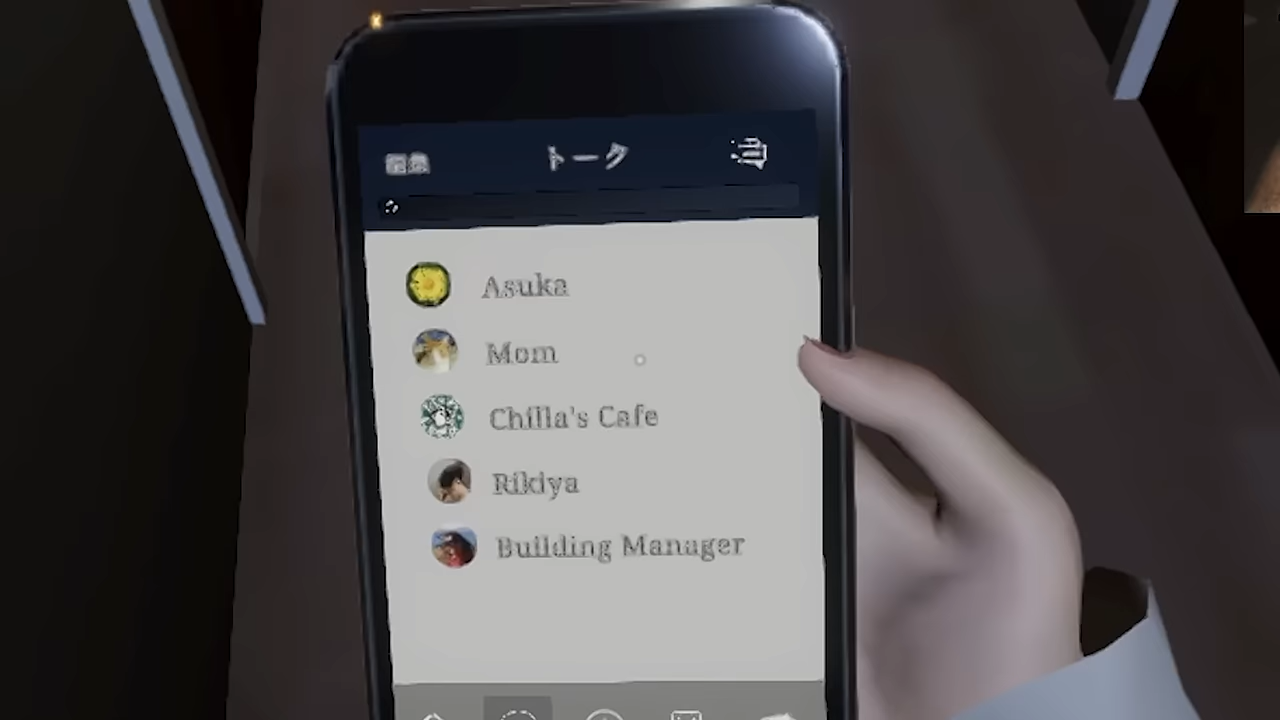 トーク
Asuka
Mom
Chilla's Cafe
Rikiya
Building Manager